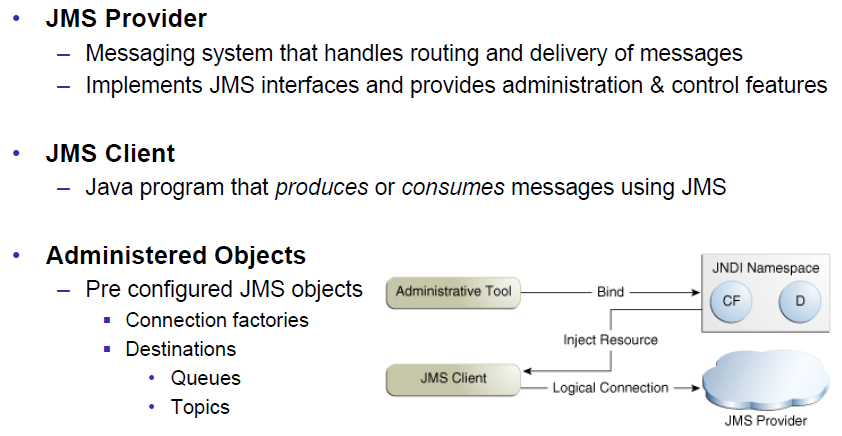 • JMS Provider
– Messaging system that handles routing and delivery of messages
– Implements JMS interfaces and provides administration & control features
• JMS Client
– Java program that produces or consumes messages using JMS
• Administered Objects
– Pre configured JMS objects
▪ Connection factories
▪ Destinations
• Queues
• Topics
JNDI Namespace
Administrative Tool
Bind
CF
D
Inject Resource
JMS Client
Logical Connection
JMS Provider